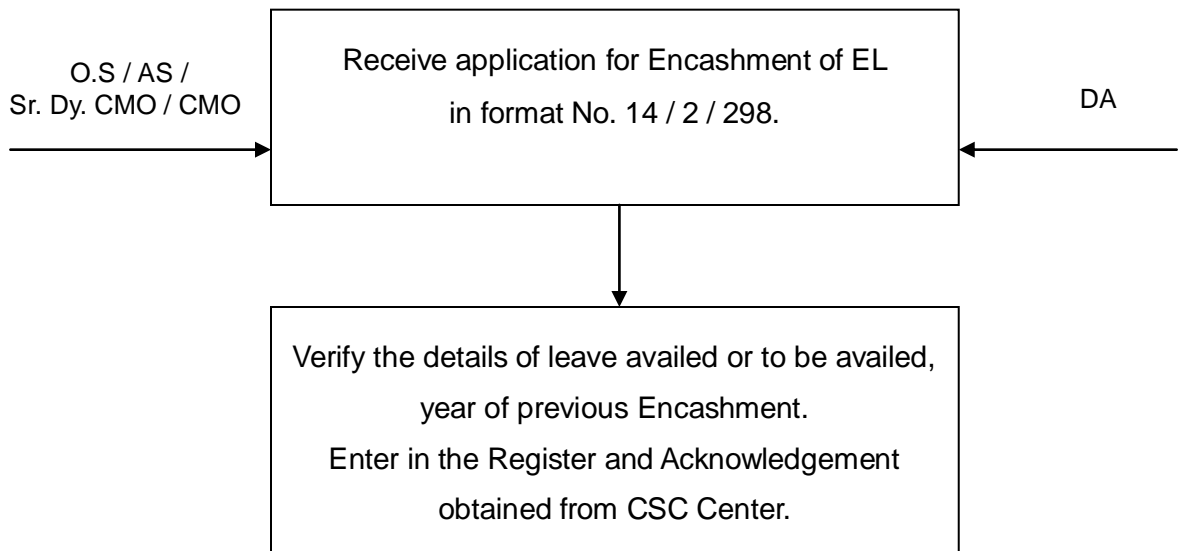 O.S / AS /
Sr. Dy. CMO / CMO
Receive application for Encashment of EL
in format No. 14 / 2 / 298.
DA
Verify the details of leave availed or to be availed,
year of previous Encashment.
Enter in the Register and Acknowledgement
obtained from CSC Center.